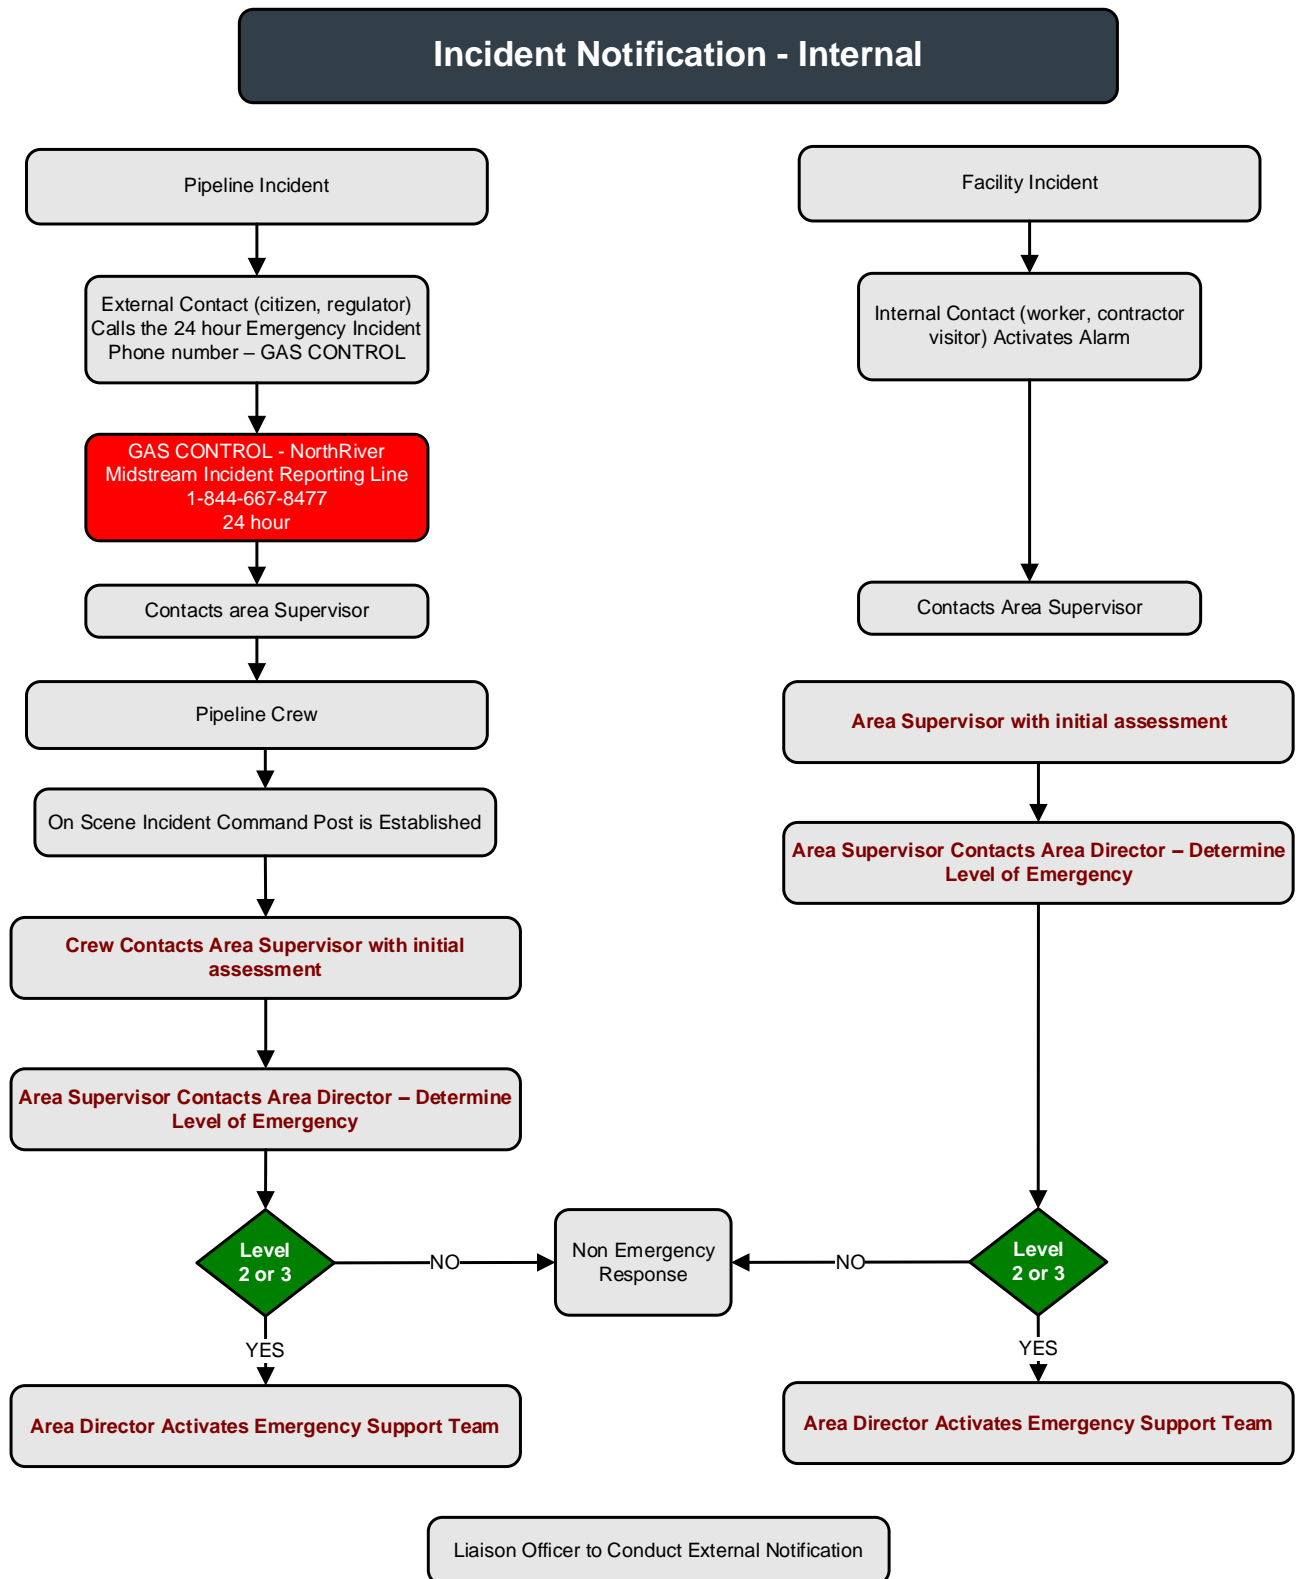 Incident Notification - Internal
Pipeline Incident
External Contact (citizen, regulator)
Calls the 24 hour Emergency Incident
Phone number – GAS CONTROL
GAS CONTROL - NorthRiver
Midstream Incident Reporting Line
1-844-667-8477
24 hour
Contacts area Supervisor
Pipeline Crew
On Scene Incident Command Post is Established
Crew Contacts Area Supervisor with initial
assessment
Area Supervisor Contacts Area Director – Determine
Level of Emergency
Level
2 or 3
NO
YES
Area Director Activates Emergency Support Team
Non Emergency
Response
Facility Incident
Internal Contact (worker, contractor
visitor) Activates Alarm
Contacts Area Supervisor
Area Supervisor with initial assessment
Area Supervisor Contacts Area Director – Determine
Level of Emergency
Level
2 or 3
NO
YES
Area Director Activates Emergency Support Team
Liaison Officer to Conduct External Notification